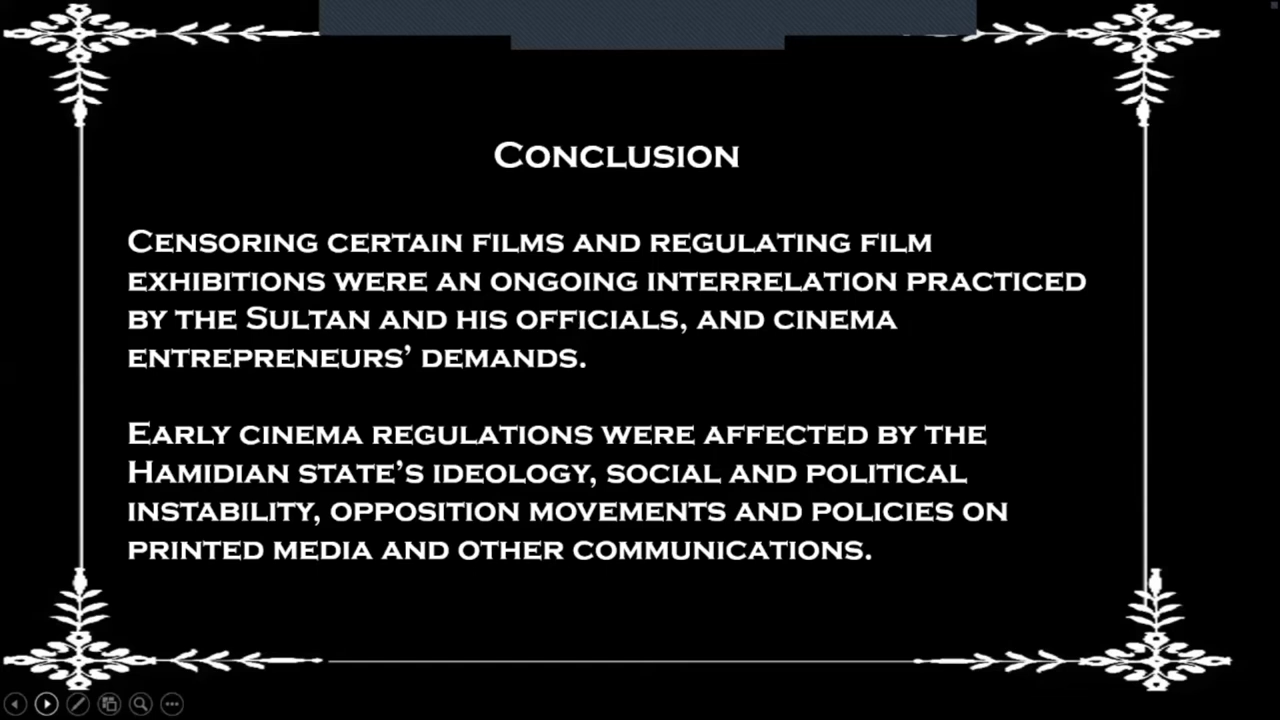 Conclusion
Censoring certain films and regulating film
exhibitions were an ongoing interrelation practiced
by the Sultan and his officials, and cinema
entrepreneurs’ demands.
Early cinema regulations were affected by the
Hamidian state’s ideology, social and political
instability, opposition movements and policies on
printed media and other communications.